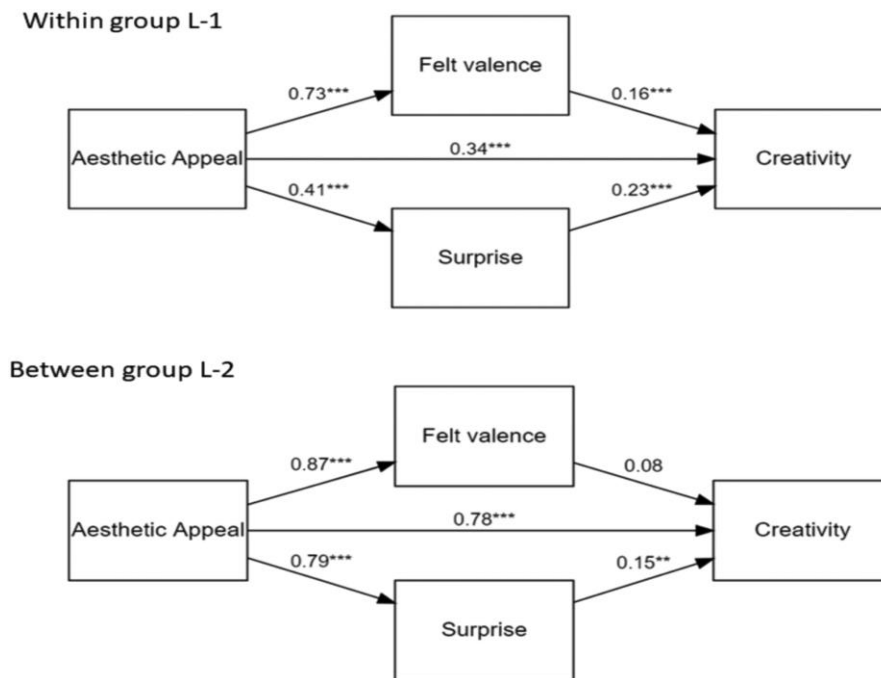 Within group L-1
Felt valence
0.73***
0.16***
Aesthetic Appeal
0.34***
Creativity
0.41***
0.23***
Surprise
Between group L-2
Felt valence
0.87***
0.08
Aesthetic Appeal
0.78***
Creativity
0.79***
0.15**
Surprise